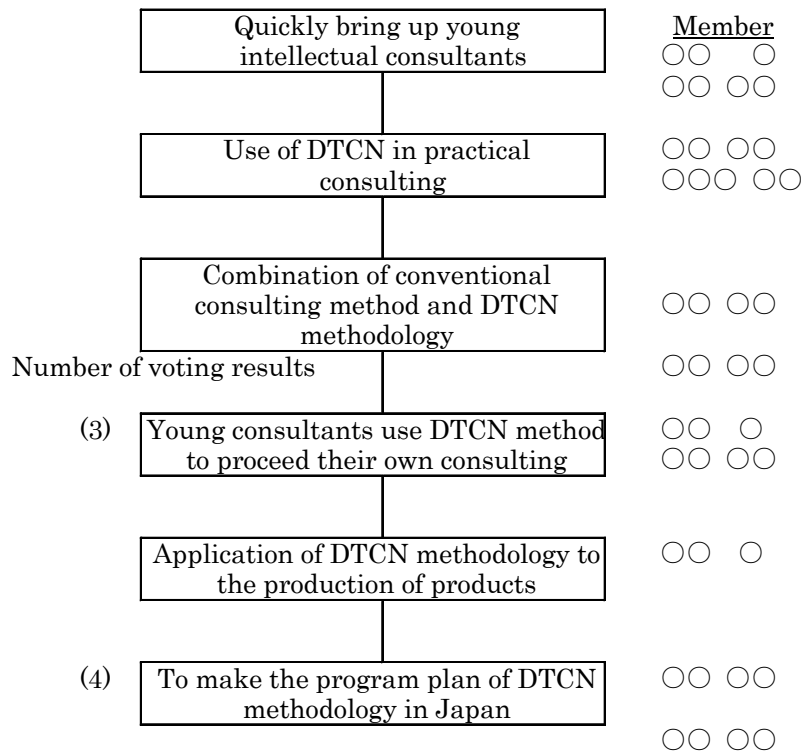 Quickly bring up young
intellectual consultants
Member
○○ ○
○○ ○○
Use of DTCN in practical
consulting
○○ ○○
○○○ ○○
Combination of conventional
consulting method and DTCN
methodology
○○ ○○
Number of voting results
○○ ○○
(3)
Young consultants use DTCN method
to proceed their own consulting
○○ ○
○○ ○○
Application of DTCN methodology to
the production of products
○○ ○
(4)
To make the program plan of DTCN
methodology in Japan
○○ ○○
○○ ○○